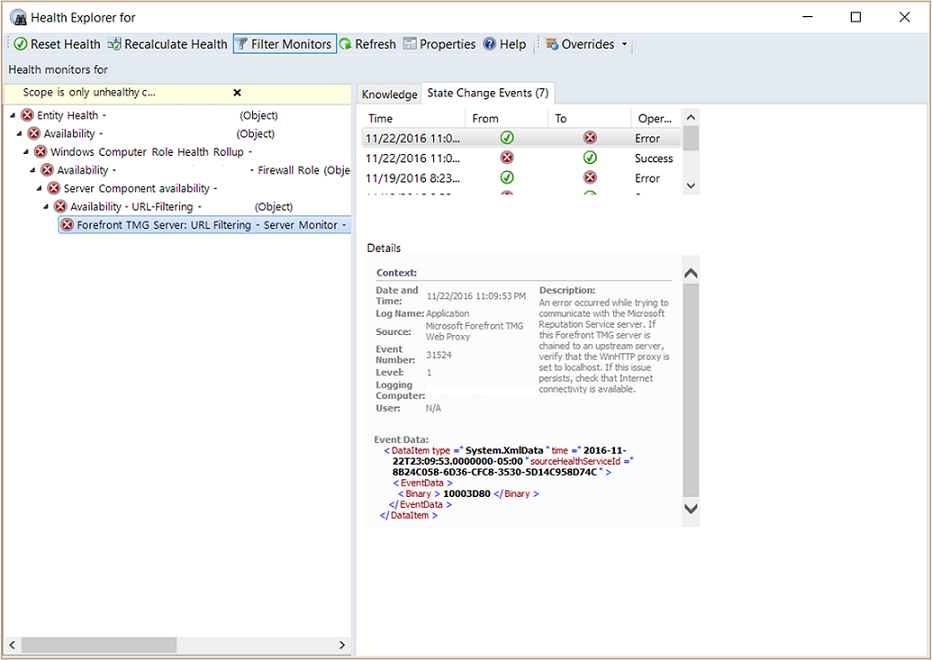 Health Explorer for
Reset Health Recalculate Health Filter Monitors Refresh Properties Help Overrides
Health monitors for
Scope is only unhealthy c...
Entity Health - (Object)
Availability - (Object)
Windows Computer Role Health Rollup -
Availability - - Firewall Role (Obje
Server Component availability -
Availability - URL-Filtering - (Object)
Forefront TMG Server: URL Filtering - Server Monitor -
Knowledge State Change Events (7)
Time From To Oper...
11/22/2016 11:0... Error
11/22/2016 11:0... Success
11/19/2016 8:23... Error
Details
Context:
Date and
Time: 11/22/2016 11:09:53 PM
Log Name: Application
Source: Microsoft Forefront TMG
Web Proxy
Event
Number: 31524
Level: 1
Logging
Computer:
User: N/A
Description:
An error occurred while trying to
communicate with the Microsoft
Reputation Service server. If
this Forefront TMG server is
chained to an upstream server,
verify that the WinHTTP proxy is
set to localhost. If this issue
persists, check that Internet
connectivity is available.
Event Data:
< DataItem type =" System.XmlData " time =" 2016-11-
22T23:09:53.0000000-05:00 " sourceHealthServiceId ="
8B24C058-6D36-CFC8-3530-5D14C958D74C " >
< EventData >
< Binary > 10003D80 </ Binary >
</ EventData >
</ DataItem >